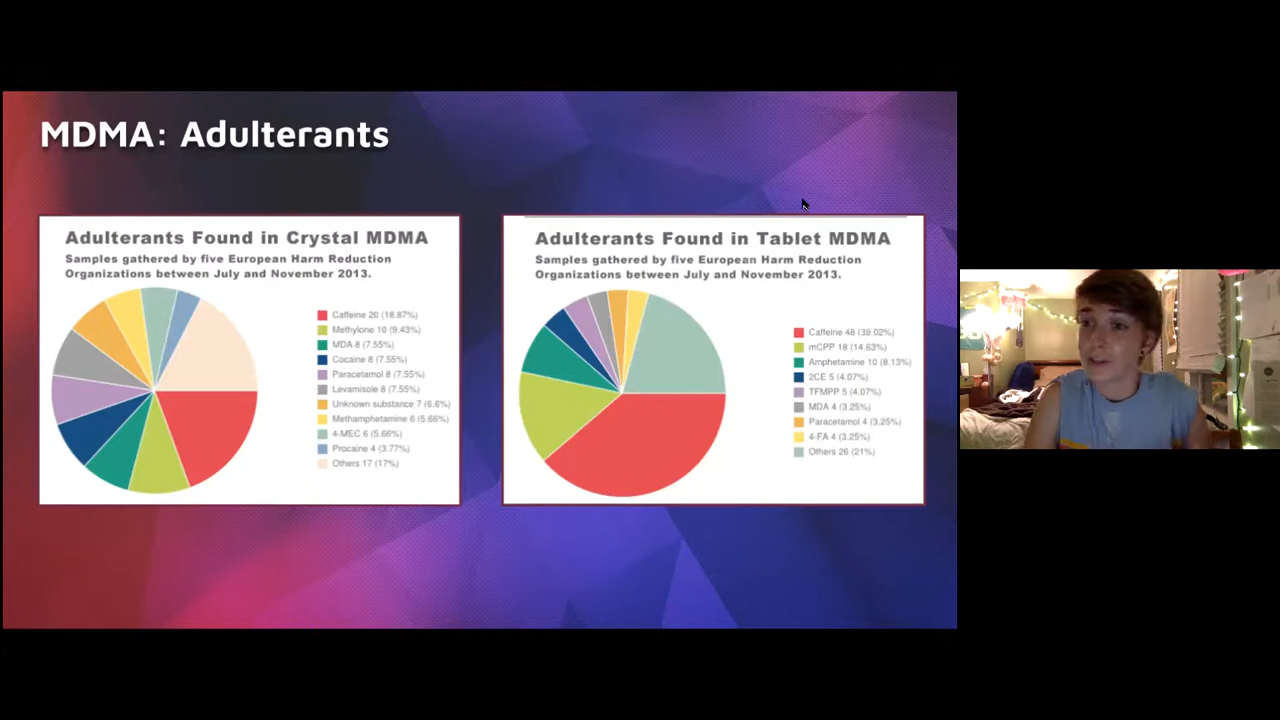 MDMA: Adulterants
Adulterants Found in Crystal MDMA
Samples gathered by five European Harm Reduction
Organizations between July and November 2013.
Caffeine 20 (18.87%)
Methylone 10 (9.43%)
MDA 8 (7.55%)
Cocaine 8 (7.55%)
Paracetamol 8 (7.55%)
Levamisole 8 (7.55%)
Unknown substance 7 (6.6%)
Methamphetamine 6 (5.66%)
4-MEC 6 (5.66%)
Procaine 4 (3.77%)
Others 17 (17%)
Adulterants Found in Tablet MDMA
Samples gathered by five European Harm Reduction
Organizations between July and November 2013.
Caffeine 48 (39.02%)
mCPP 18 (14.63%)
Amphetamine 10 (8.13%)
2CE 5 (4.07%)
TFMPP 5 (4.07%)
MDA 4 (3.25%)
Paracetamol 4 (3.25%)
4-FA 4 (3.25%)
Others 26 (21%)